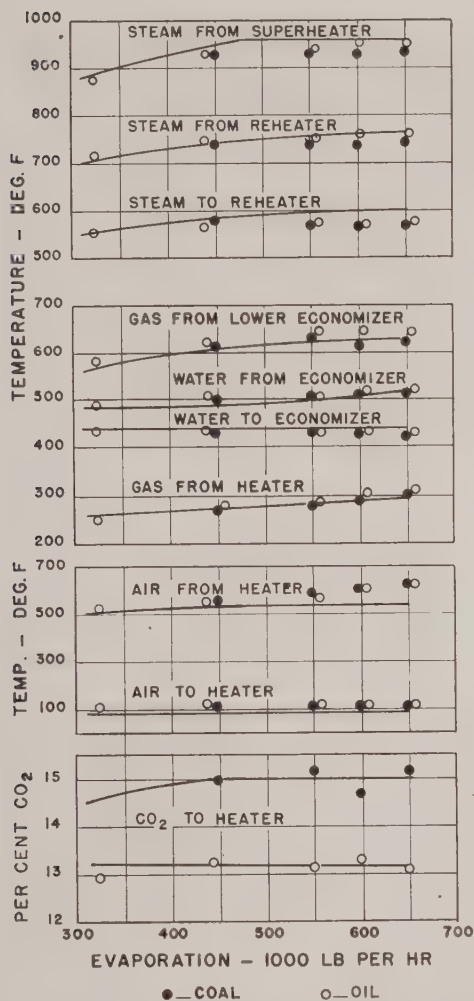 1000
STEAM FROM SUPERHEATER
900
800
STEAM FROM REHEATER
700
600
STEAM TO REHEATER
500
TEMPERATURE – DEG. F
700
GAS FROM LOWER ECONOMIZER
600
WATER FROM ECONOMIZER
500
WATER TO ECONOMIZER
400
GAS FROM HEATER
300
200
700
AIR FROM HEATER
500
300
AIR TO HEATER
100
TEMP. – DEG. F
15
14
CO2 TO HEATER
13
12
PER CENT CO2
300 400 500 600 700
EVAPORATION – 1000 LB PER HR
COAL OIL